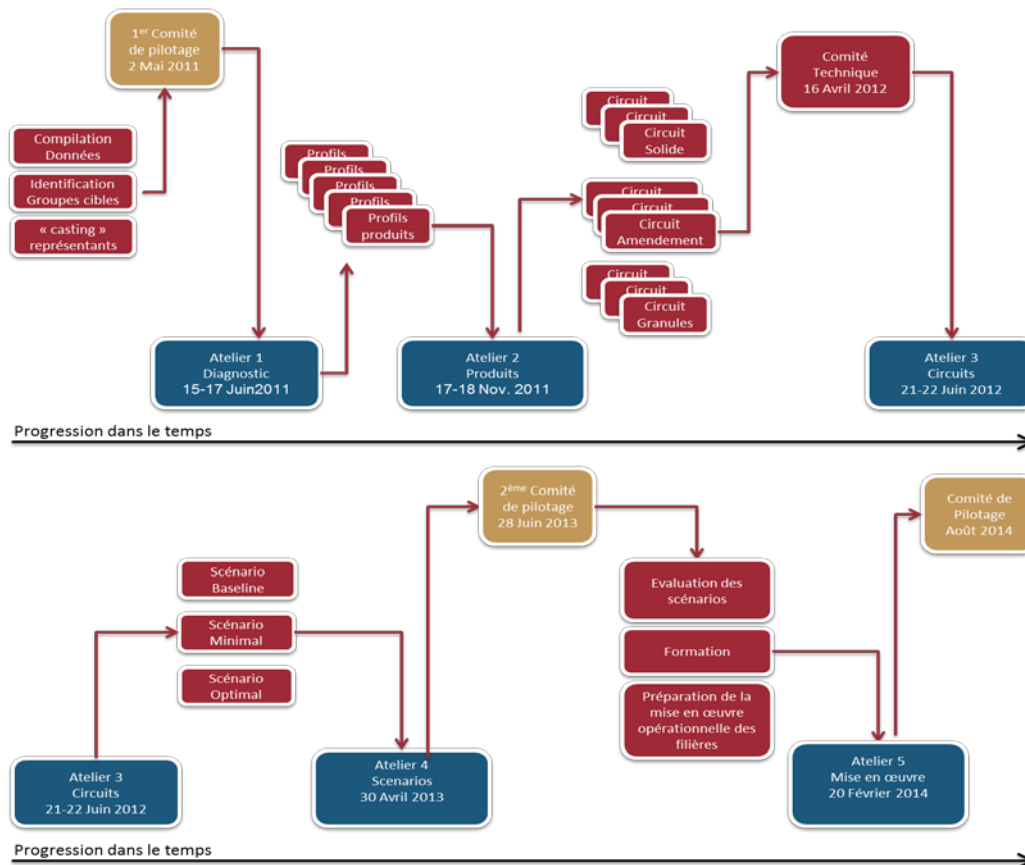 1er Comité
de pilotage
2 Mai 2011
Compilation
Données
Identification
Groupes cibles
« casting »
représentants
Atelier 1
Diagnostic
15-17 Juin2011
Profils
Profils
Profils
Profils
Profils
produits
Atelier 2
Produits
17-18 Nov. 2011
Circuit
Circuit
Circuit
Solide
Circuit
Circuit
Circuit
Amendement
Circuit
Circuit
Circuit
Granules
Comité
Technique
16 Avril 2012
Atelier 3
Circuits
21-22 Juin 2012
Progression dans le temps
Atelier 3
Circuits
21-22 Juin 2012
Scénario
Baseline
Scénario
Minimal
Scénario
Optimal
Atelier 4
Scenarios
30 Avril 2013
2ème Comité
de pilotage
28 Juin 2013
Evaluation des
scénarios
Formation
Préparation de la
mise en œuvre
opérationnelle des
filières
Atelier 5
Mise en œuvre
20 Février 2014
Comité de
Pilotage
Août 2014
Progression dans le temps